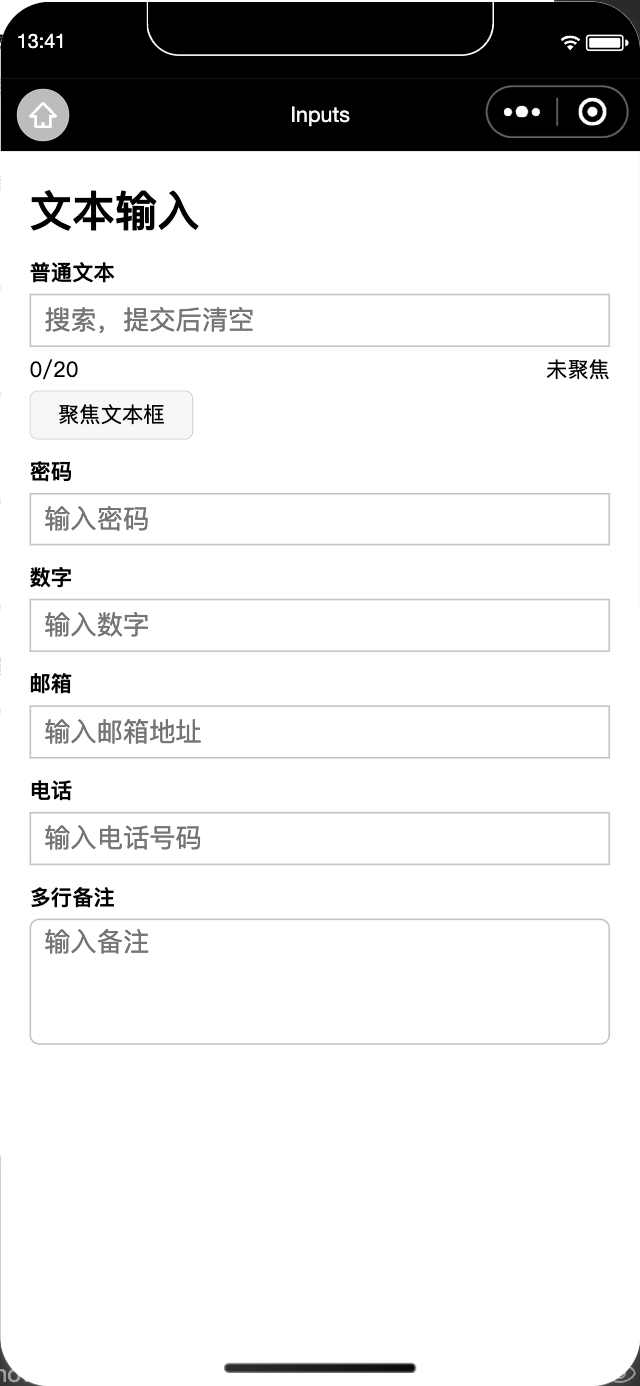 13:41
Inputs
文本输入
普通文本
搜索，提交后清空
0/20
未聚焦
聚焦文本框
密码
输入密码
数字
输入数字
邮箱
输入邮箱地址
电话
输入电话号码
多行备注
输入备注